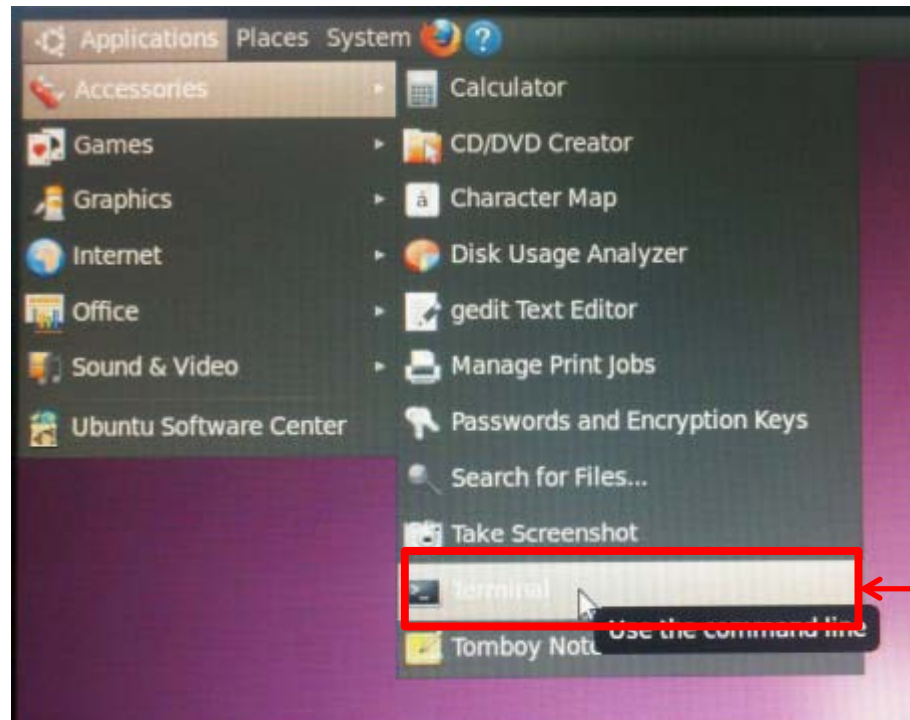 Applications Places System
Accessories
Games
Graphics
Internet
Office
Sound & Video
Ubuntu Software Center
Calculator
CD/DVD Creator
Character Map
Disk Usage Analyzer
gedit Text Editor
Manage Print Jobs
Passwords and Encryption Keys
Search for Files...
Take Screenshot
Terminal
Use the command line
Tomboy